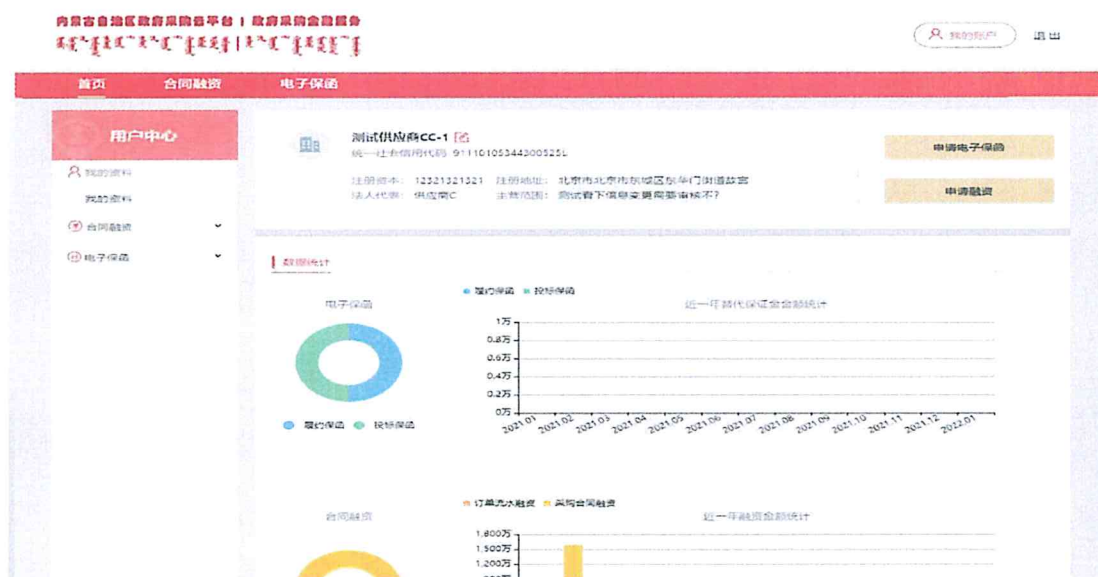 内蒙古自治区政府采购云平台 | 政府采购金融服务
我的账户 退出
首页 合同融资 电子保函
用户中心
我的资料
我的资料
合同融资
电子保函
测试供应商CC-1
统一社会信用代码 91110105344300525L
注册资本： 12321321321 注册地址： 北京市北京市东城区东华门街道故宫
法人代表： 供应商C 主营范围： 测试看下信息变更需要审核不？
申请电子保函
申请融资
数据统计
电子保函
履约保函 投标保函
履约保函 投标保函
近一年替代保证金金额统计
1万
0.8万
0.6万
0.4万
0.2万
0万
2021.01 2021.02 2021.03 2021.04 2021.05 2021.06 2021.07 2021.08 2021.09 2021.10 2021.11 2021.12 2022.01
合同融资
订单流水融资 采购合同融资
近一年融资金额统计
1,800万
1,500万
1,200万